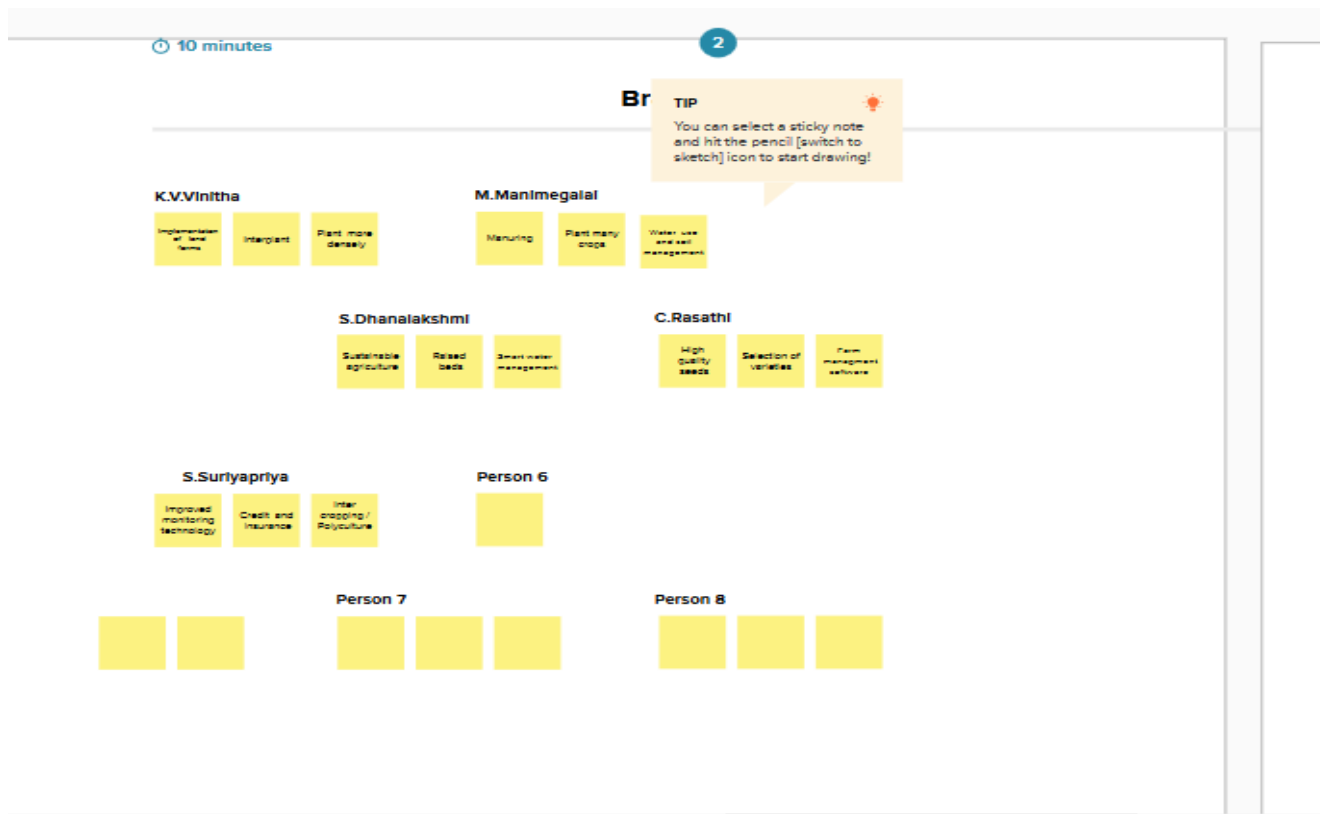 10 minutes
2
Br
TIP
You can select a sticky note
and hit the pencil [switch to
sketch] icon to start drawing!
K.V.Vinitha
Implementation
of land
forms
Interplant
Plant more
densely
M.Manimegalai
Manuring
Plant many
crops
Water use
and soil
management
S.Dhanalakshmi
Sustainable
agriculture
Raised
beds
Smart water
management
C.Rasathi
High
quality
seeds
Selection of
varieties
Farm
managment
software
S.Suriyapriya
Improved
monitoring
technology
Credit and
Insurance
Inter
cropping /
Polyculture
Person 6
Person 7
Person 8